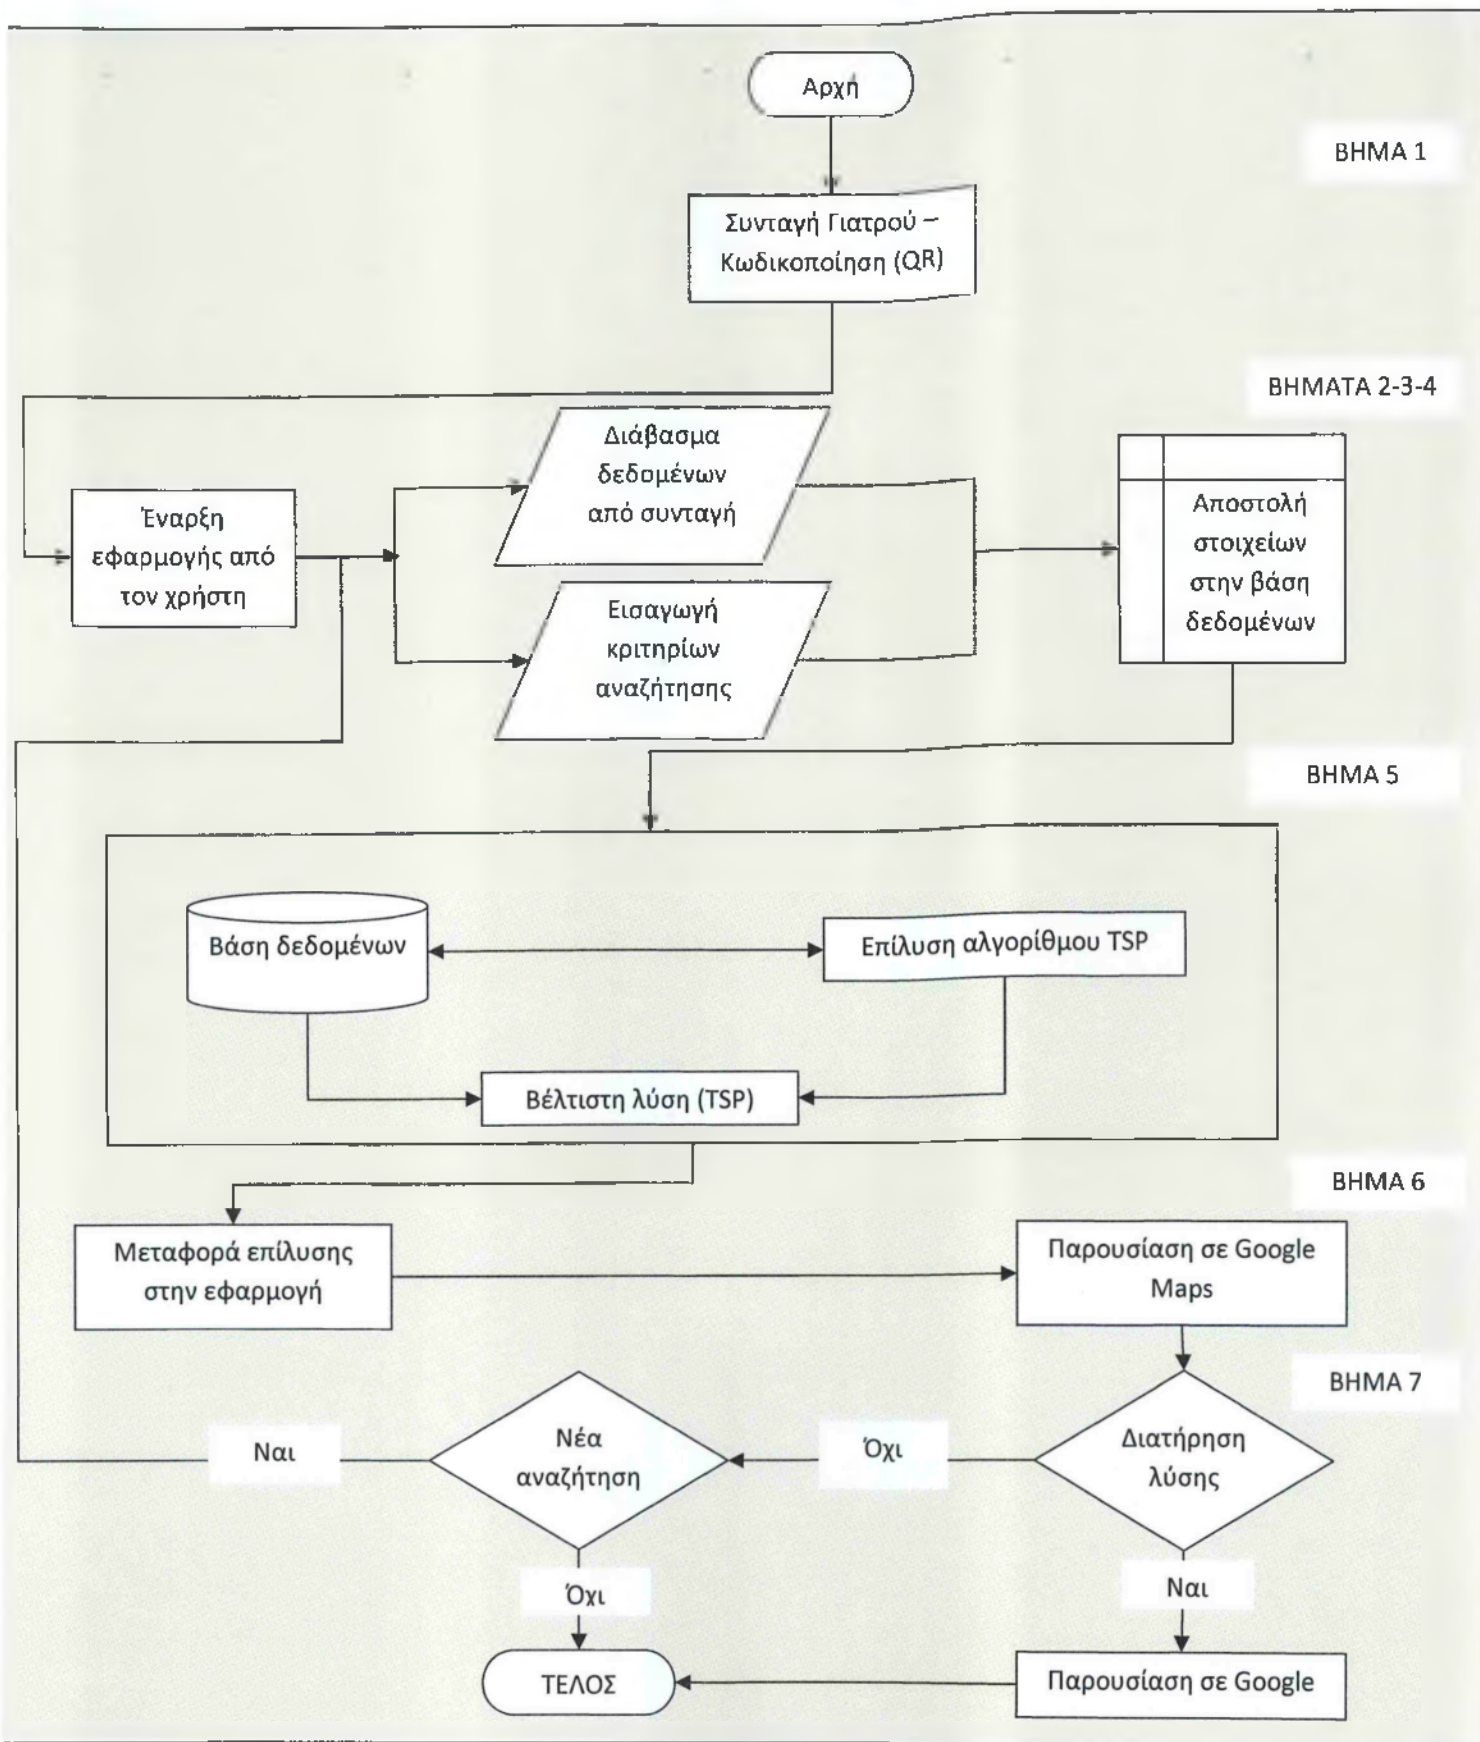 Αρχή
ΒΗΜΑ 1
Συνταγή Γιατρού –
Κωδικοποίηση (QR)
ΒΗΜΑΤΑ 2-3-4
Διάβασμα
δεδομένων
από συνταγή
Έναρξη
εφαρμογής από
τον χρήστη
Εισαγωγή
κριτηρίων
αναζήτησης
Αποστολή
στοιχείων
στην βάση
δεδομένων
ΒΗΜΑ 5
Βάση δεδομένων
Επίλυση αλγορίθμου TSP
Βέλτιστη λύση (TSP)
ΒΗΜΑ 6
Μεταφορά επίλυσης
στην εφαρμογή
Παρουσίαση σε Google
Maps
ΒΗΜΑ 7
Ναι
Νέα
αναζήτηση
Όχι
Διατήρηση
λύσης
Όχι
Ναι
ΤΕΛΟΣ
Παρουσίαση σε Google